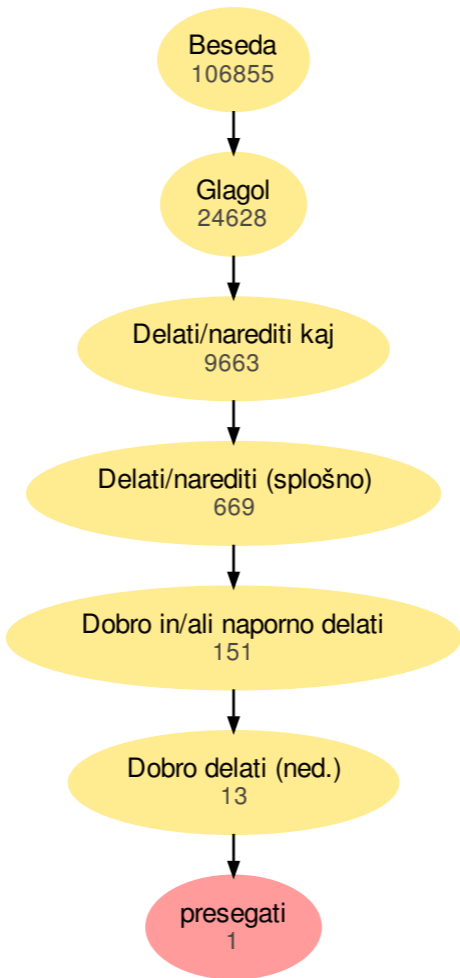 Beseda
106855
Glagol
24628
Delati/narediti kaj
9663
Delati/narediti (splošno)
669
Dobro in/ali naporno delati
151
Dobro delati (ned.)
13
presegati
1